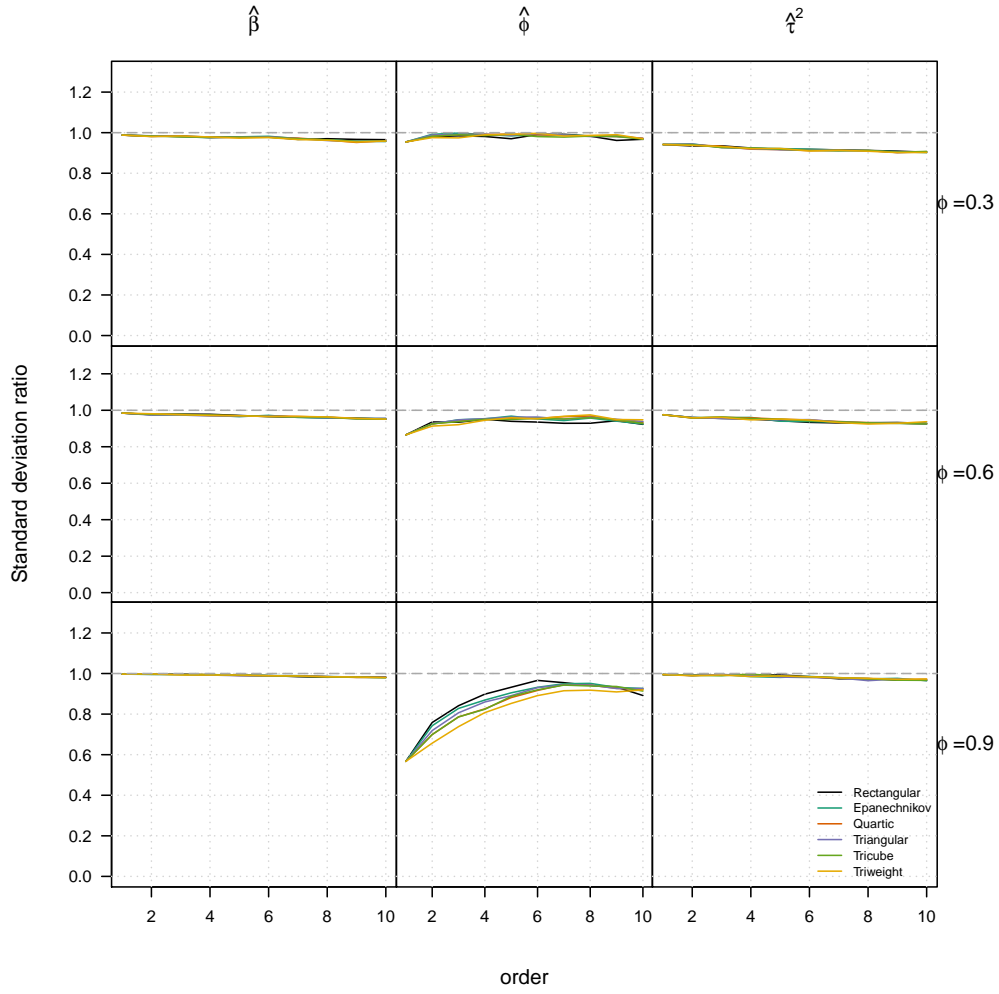 β̂ ϕ̂ τ̂²
1.2
1.0
0.8
0.6
0.4
0.2
0.0
ϕ =0.3
1.2
1.0
0.8
0.6
0.4
0.2
0.0
ϕ =0.6
Standard deviation ratio
1.2
1.0
0.8
0.6
0.4
0.2
0.0
ϕ =0.9
Rectangular
Epanechnikov
Quartic
Triangular
Tricube
Triweight
2 4 6 8 10 2 4 6 8 10 2 4 6 8 10
order